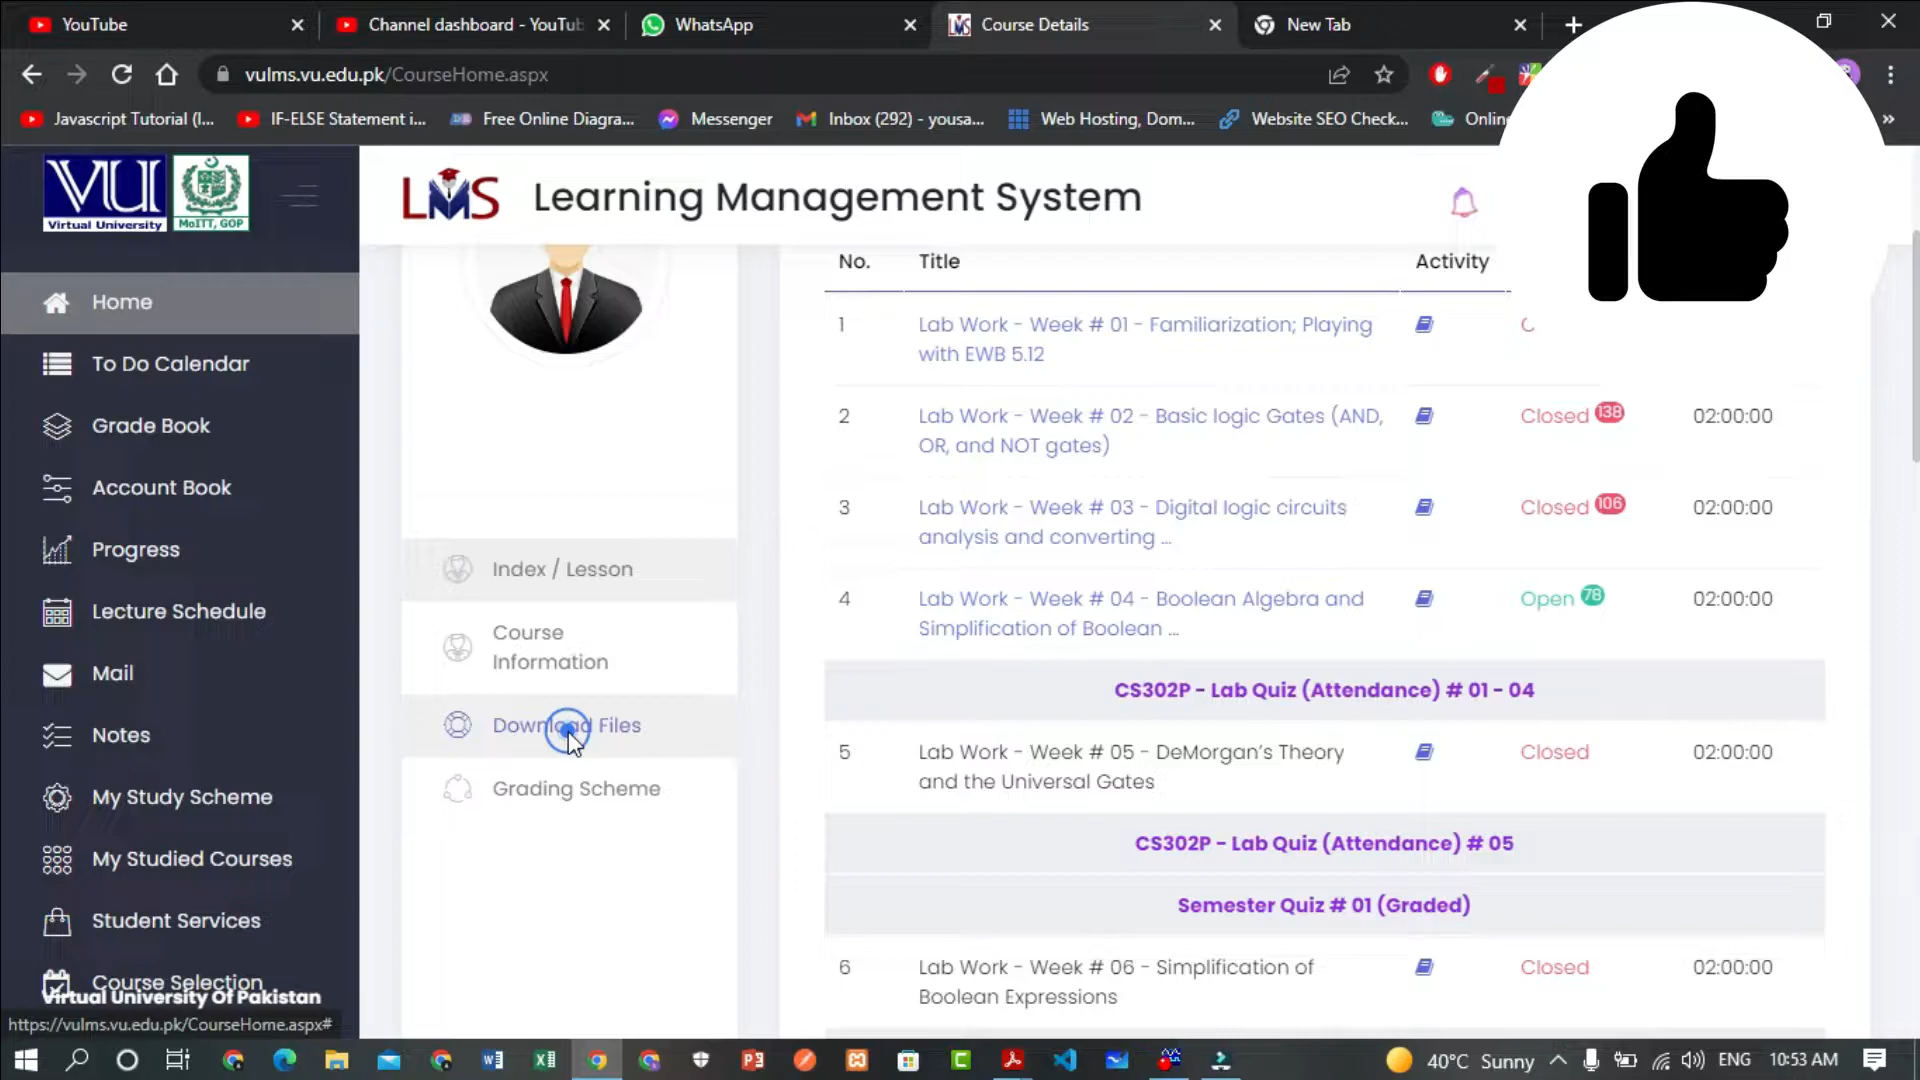 YouTube
Channel dashboard - YouTub
WhatsApp
Course Details
New Tab
vulms.vu.edu.pk/CourseHome.aspx
Javascript Tutorial (I...
IF-ELSE Statement i...
Free Online Diagra...
Messenger
Inbox (292) - yousa...
Web Hosting, Dom...
Website SEO Check...
Online
VU
Virtual University
MoITT, GOP
LMS
Learning Management System
Home
To Do Calendar
Grade Book
Account Book
Progress
Lecture Schedule
Mail
Notes
My Study Scheme
My Studied Courses
Student Services
Course Selection
Virtual University Of Pakistan
https://vulms.vu.edu.pk/CourseHome.aspx#
Index / Lesson
Course
Information
Download Files
Grading Scheme
No. Title Activity
1 Lab Work - Week # 01 - Familiarization; Playing
with EWB 5.12
2 Lab Work - Week # 02 - Basic logic Gates (AND, Closed 138 02:00:00
OR, and NOT gates)
3 Lab Work - Week # 03 - Digital logic circuits Closed 106 02:00:00
analysis and converting ...
4 Lab Work - Week # 04 - Boolean Algebra and Open 78 02:00:00
Simplification of Boolean ...
CS302P - Lab Quiz (Attendance) # 01 - 04
5 Lab Work - Week # 05 - DeMorgan's Theory Closed 02:00:00
and the Universal Gates
CS302P - Lab Quiz (Attendance) # 05
Semester Quiz # 01 (Graded)
6 Lab Work - Week # 06 - Simplification of Closed 02:00:00
Boolean Expressions
40°C Sunny
ENG
10:53 AM